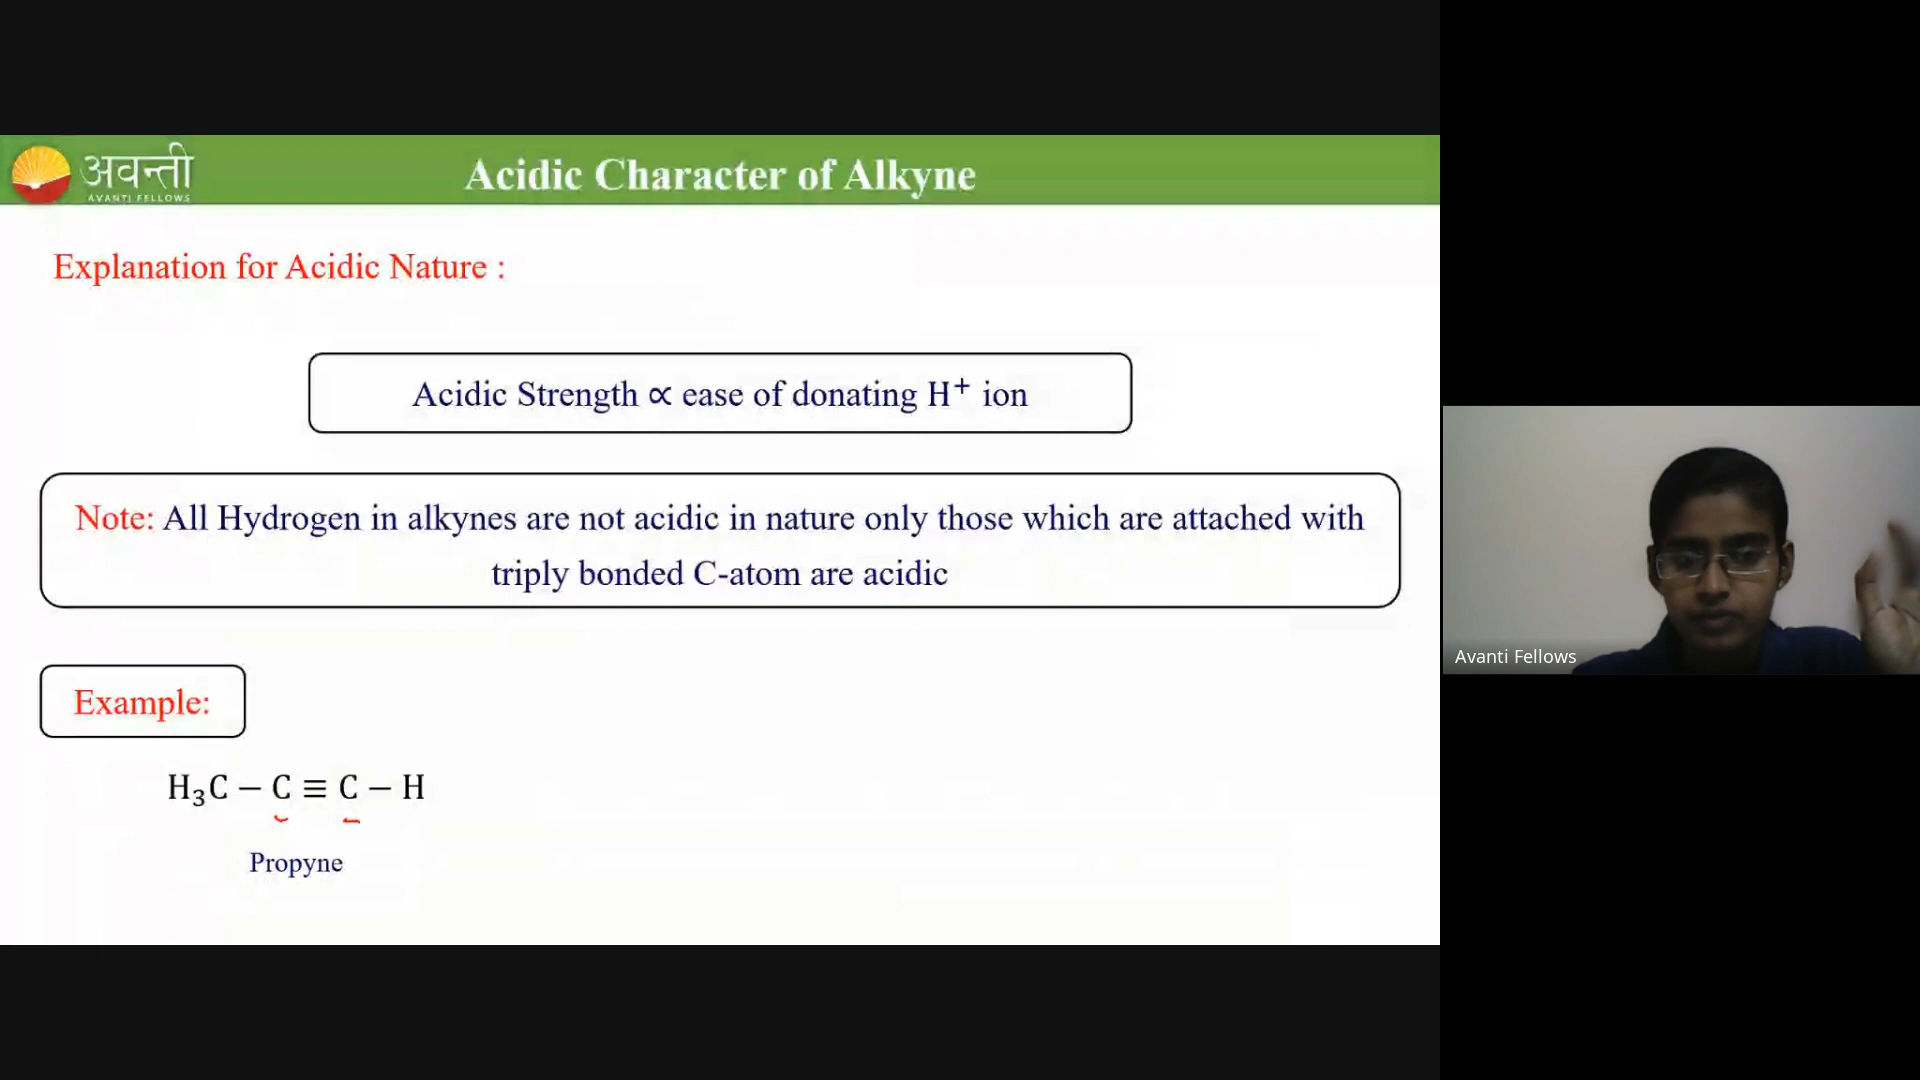 अवन्ती
AVANTI FELLOWS
Acidic Character of Alkyne
Explanation for Acidic Nature :
Acidic Strength ∝ ease of donating H⁺ ion
Note: All Hydrogen in alkynes are not acidic in nature only those which are attached with
triply bonded C-atom are acidic
Example:
H₃C − C ≡ C − H
Propyne
Avanti Fellows